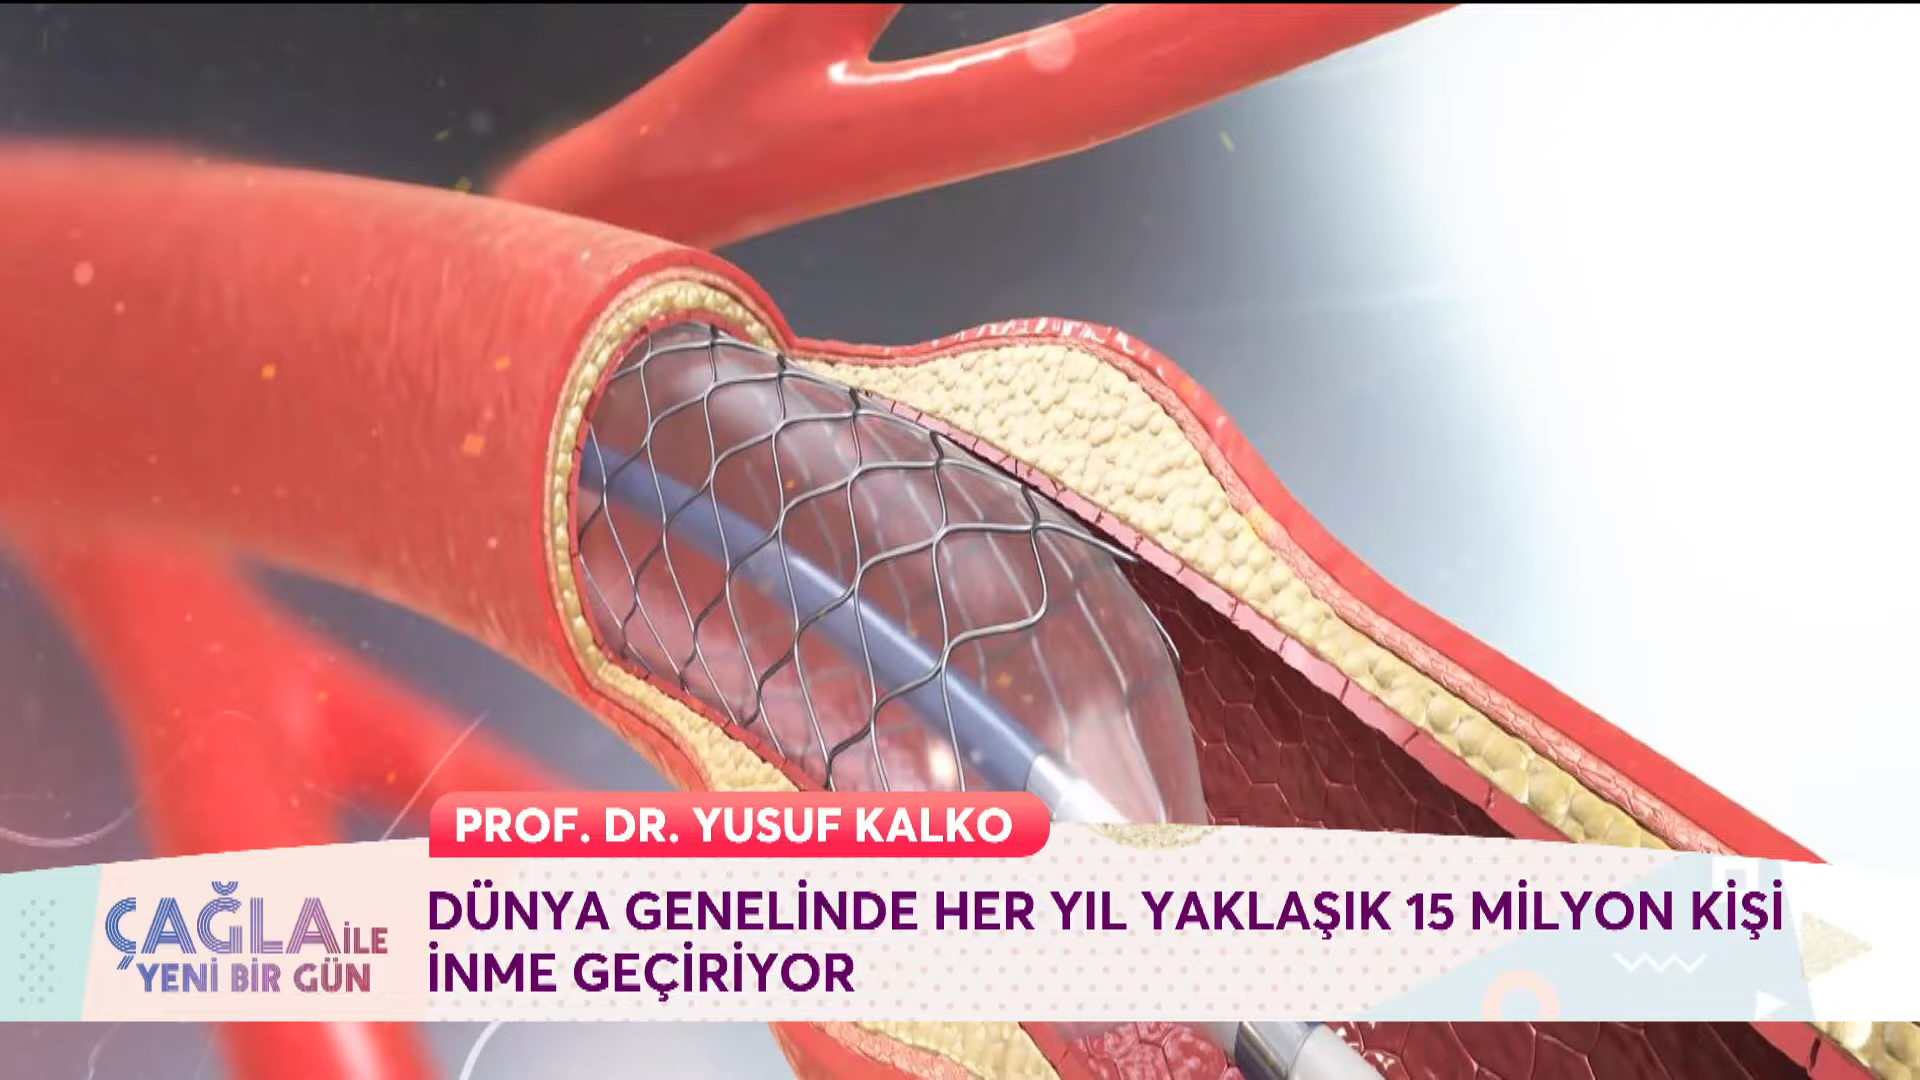 PROF. DR. YUSUF KALKO
DÜNYA GENELİNDE HER YIL YAKLAŞIK 15 MİLYON KİŞİ
İNME GEÇİRİYOR
ÇAĞLA İLE
YENİ BİR GÜN